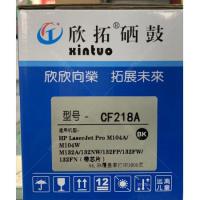 欣拓硒鼓
xintuo
欣欣向榮 拓展未來
型号: CF218A
适用机型:
BK
HP LaserJet Pro M104A/
M104W
M132A/132NW/132FP/132FW/
132FN (带芯片)
12